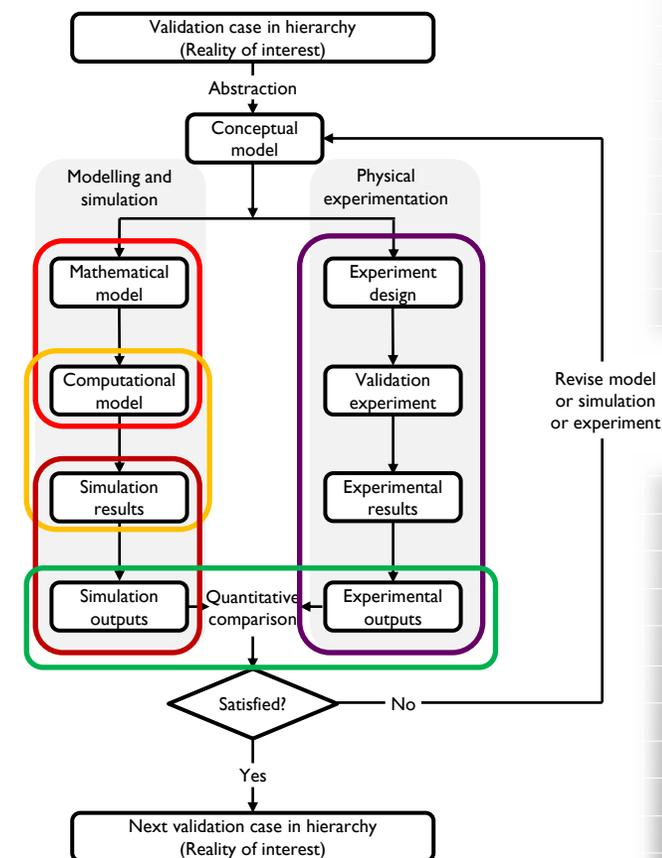 Validation case in hierarchy
(Reality of interest)
Abstraction
Conceptual
model
Modelling and
simulation
Physical
experimentation
Mathematical
model
Experiment
design
Computational
model
Validation
experiment
Revise model
or simulation
or experiment
Simulation
results
Experimental
results
Simulation
outputs
Quantitative
comparison
Experimental
outputs
Satisfied?
No
Yes
Next validation case in hierarchy
(Reality of interest)